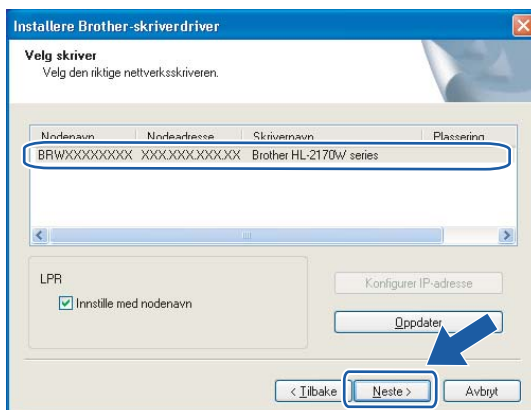 Installere Brother-skriverdriver
Velg skriver
Velg den riktige nettverksskriveren.
Nodenavn Nodeadresse Skrivernavn Plassering
BRWXXXXXXXX XXX.XXX.XXX.XX Brother HL-2170W series
LPR
Innstille med nodenavn
Konfigurer IP-adresse
Oppdater
< Tilbake Neste > Avbryt